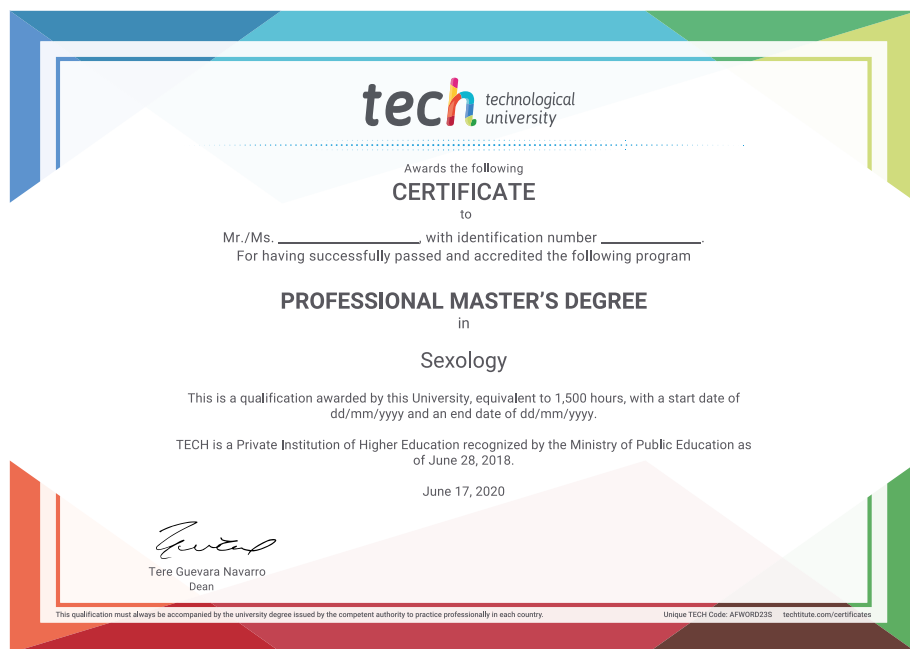 tech technological
university
Awards the following
CERTIFICATE
to
Mr./Ms. ____________________, with identification number ______________.
For having successfully passed and accredited the following program
PROFESSIONAL MASTER'S DEGREE
in
Sexology
This is a qualification awarded by this University, equivalent to 1,500 hours, with a start date of
dd/mm/yyyy and an end date of dd/mm/yyyy.
TECH is a Private Institution of Higher Education recognized by the Ministry of Public Education as
of June 28, 2018.
June 17, 2020
Tere Guevara Navarro
Dean
This qualification must always be accompanied by the university degree issued by the competent authority to practice professionally in each country.
Unique TECH Code: AFWORD23S techtitute.com/certificates